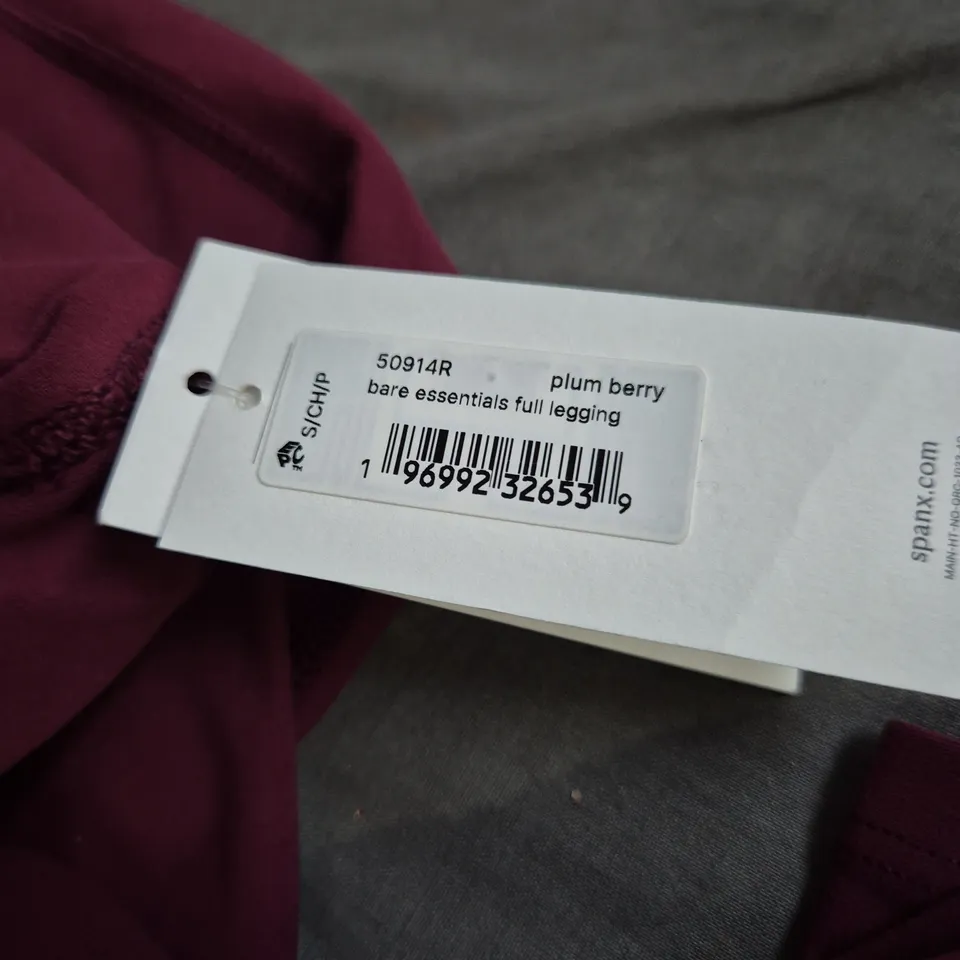 50914R plum berry
bare essentials full legging
S/CH/P
1 96992 32653 9
spanx.com